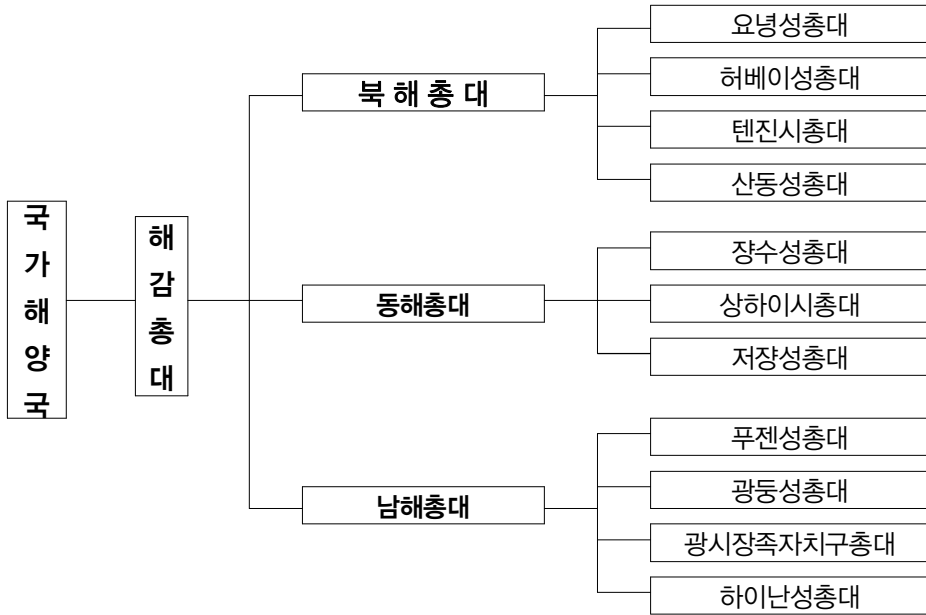 국가해양국
해감총대
북 해 총 대
요녕성총대
허베이성총대
텐진시총대
산동성총대
동해총대
쟝수성총대
상하이시총대
저쟝성총대
남해총대
푸젠성총대
광둥성총대
광시장족자치구총대
하이난성총대